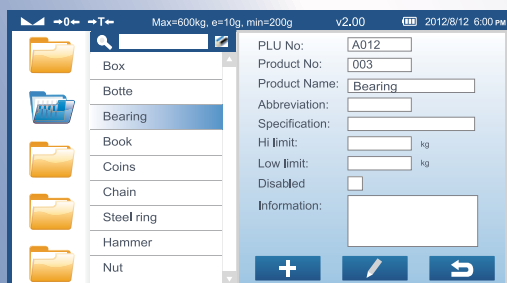 →0← →T← Max=600kg, e=10g, min=200g v2.00 2012/8/12 6:00 PM
Box
Botte
Bearing
Book
Coins
Chain
Steel ring
Hammer
Nut
PLU No: A012
Product No: 003
Product Name: Bearing
Abbreviation:
Specification:
Hi limit: kg
Low limit: kg
Disabled
Information: